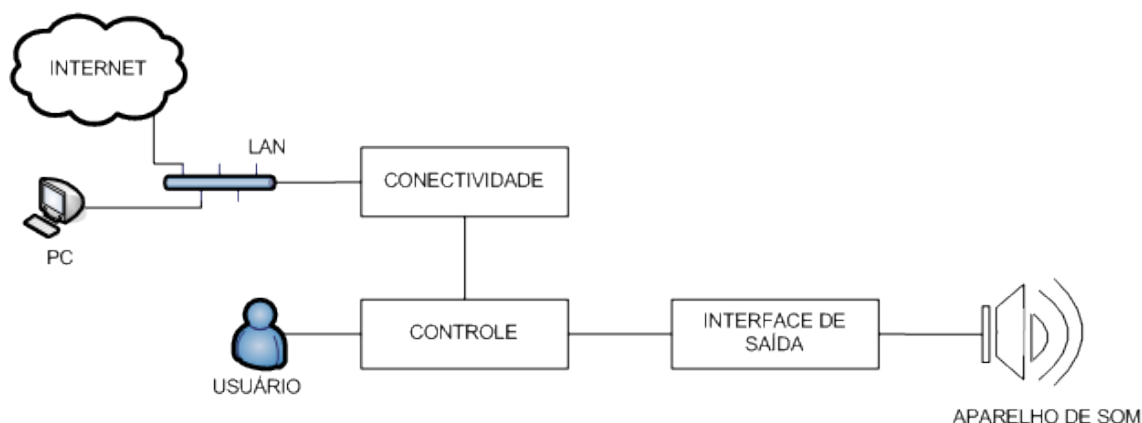 INTERNET
LAN
CONECTIVIDADE
PC
CONTROLE
INTERFACE DE
SAÍDA
USUÁRIO
APARELHO DE SOM